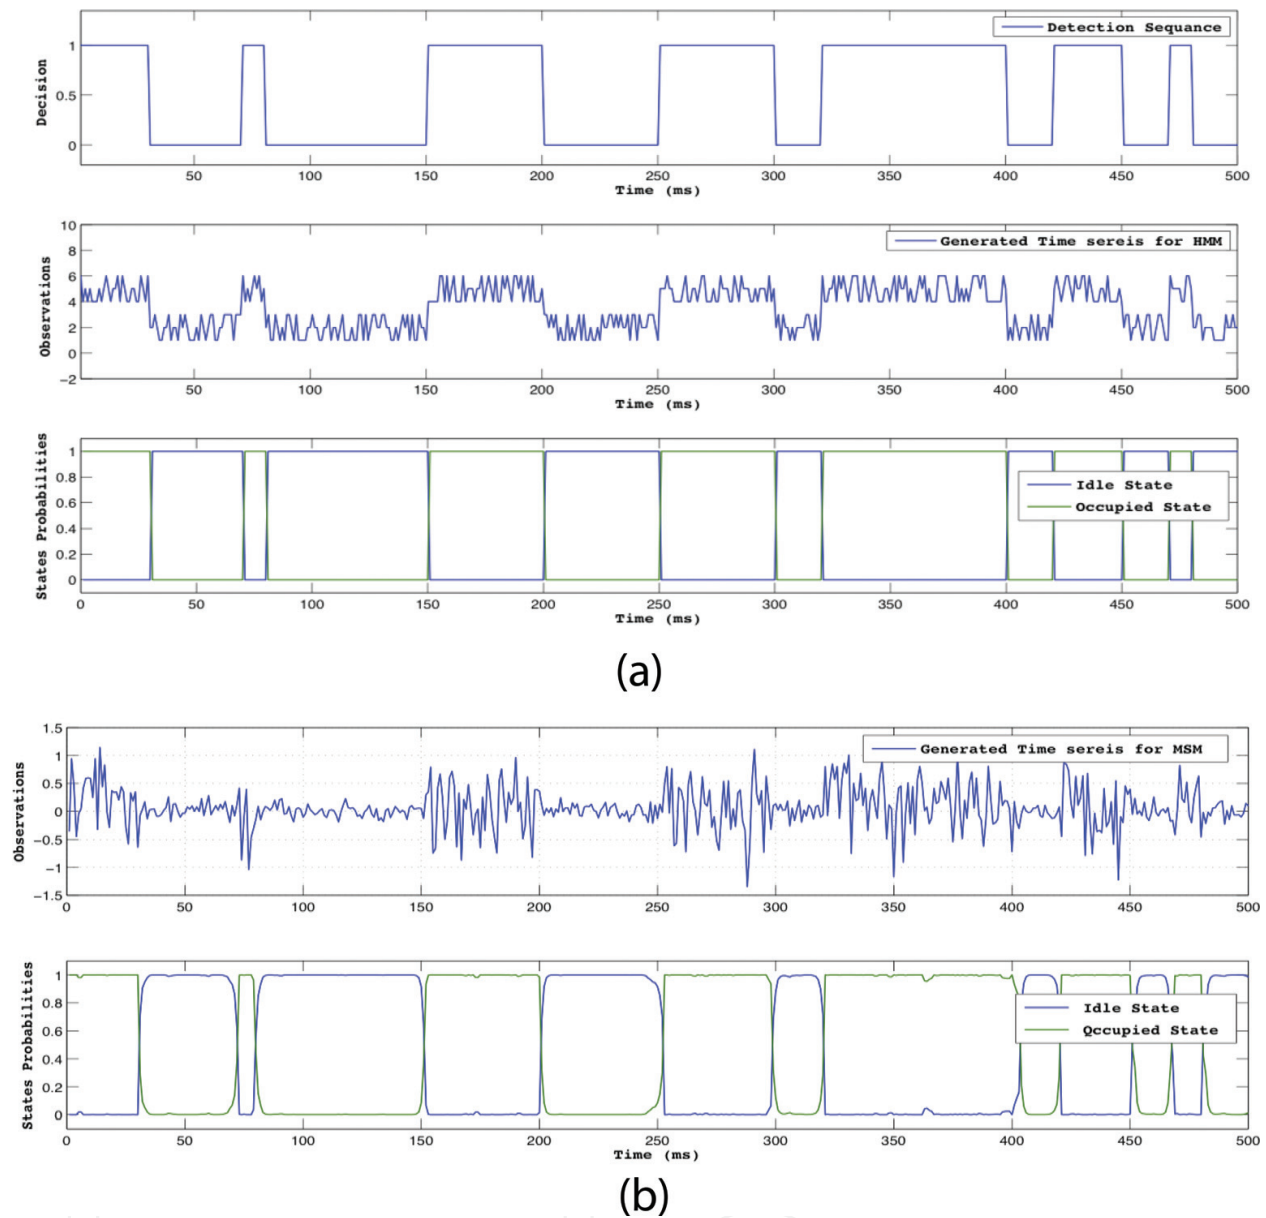 Detection Sequance
Decision
1
0.5
0
50 100 150 200 250 300 350 400 450 500
Time (ms)
Generated Time sereis for HMM
Observations
10
8
6
4
2
0
−2
50 100 150 200 250 300 350 400 450 500
Time (ms)
States Probabilities
1
0.8
0.6
0.4
0.2
0
Idle State
Occupied State
0 50 100 150 200 250 300 350 400 450 500
Time (ms)
(a)
Generated Time sereis for MSM
Observations
1.5
1
0.5
0
−0.5
−1
−1.5
0 50 100 150 200 250 300 350 400 450 500
States Probabilities
1
0.8
0.6
0.4
0.2
0
Idle State
Qccupied State
0 50 100 150 200 250 300 350 400 450 500
Time (ms)
(b)